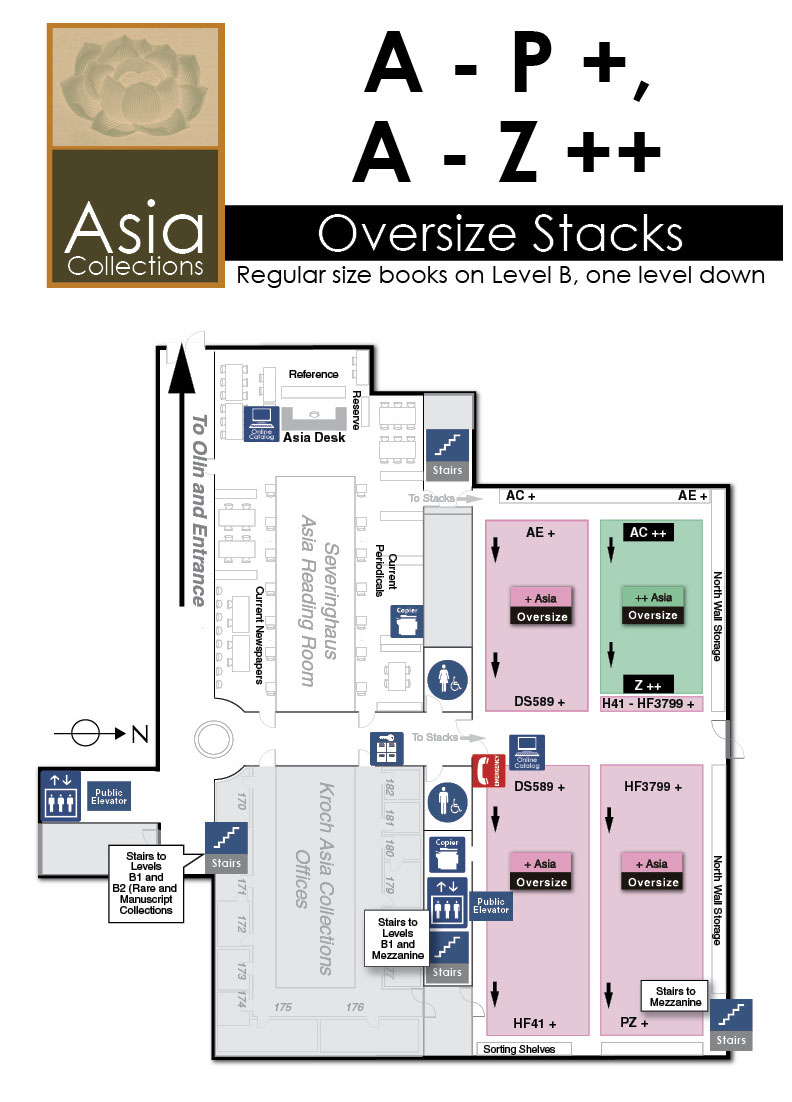 A - P +,
A - Z ++
Asia
Collections
Oversize Stacks
Regular size books on Level B, one level down
To Olin and Entrance
Reference
Reserve
Online
Catalog
Asia Desk
Stairs
To Stacks
AC +
AE +
Severinghaus
Asia Reading Room
Current
Periodicals
Current Newspapers
Copier
AE +
+ Asia
Oversize
DS589 +
AC ++
++ Asia
Oversize
Z ++
H41 - HF3799 +
North Wall Storage
N
To Stacks
EMERGENCY
Online
Catalog
Public
Elevator
Stairs
Stairs to
Levels
B1 and
B2 (Rare and
Manuscript
Collections
Kroch Asia Collections
Offices
170
171
172
173
174
175
176
182
181
180
179
77
Copier
Public
Elevator
Stairs to
Levels
B1 and
Mezzanine
Stairs
DS589 +
+ Asia
Oversize
HF41 +
HF3799 +
+ Asia
Oversize
PZ +
North Wall Storage
Stairs to
Mezzanine
Stairs
Sorting Shelves